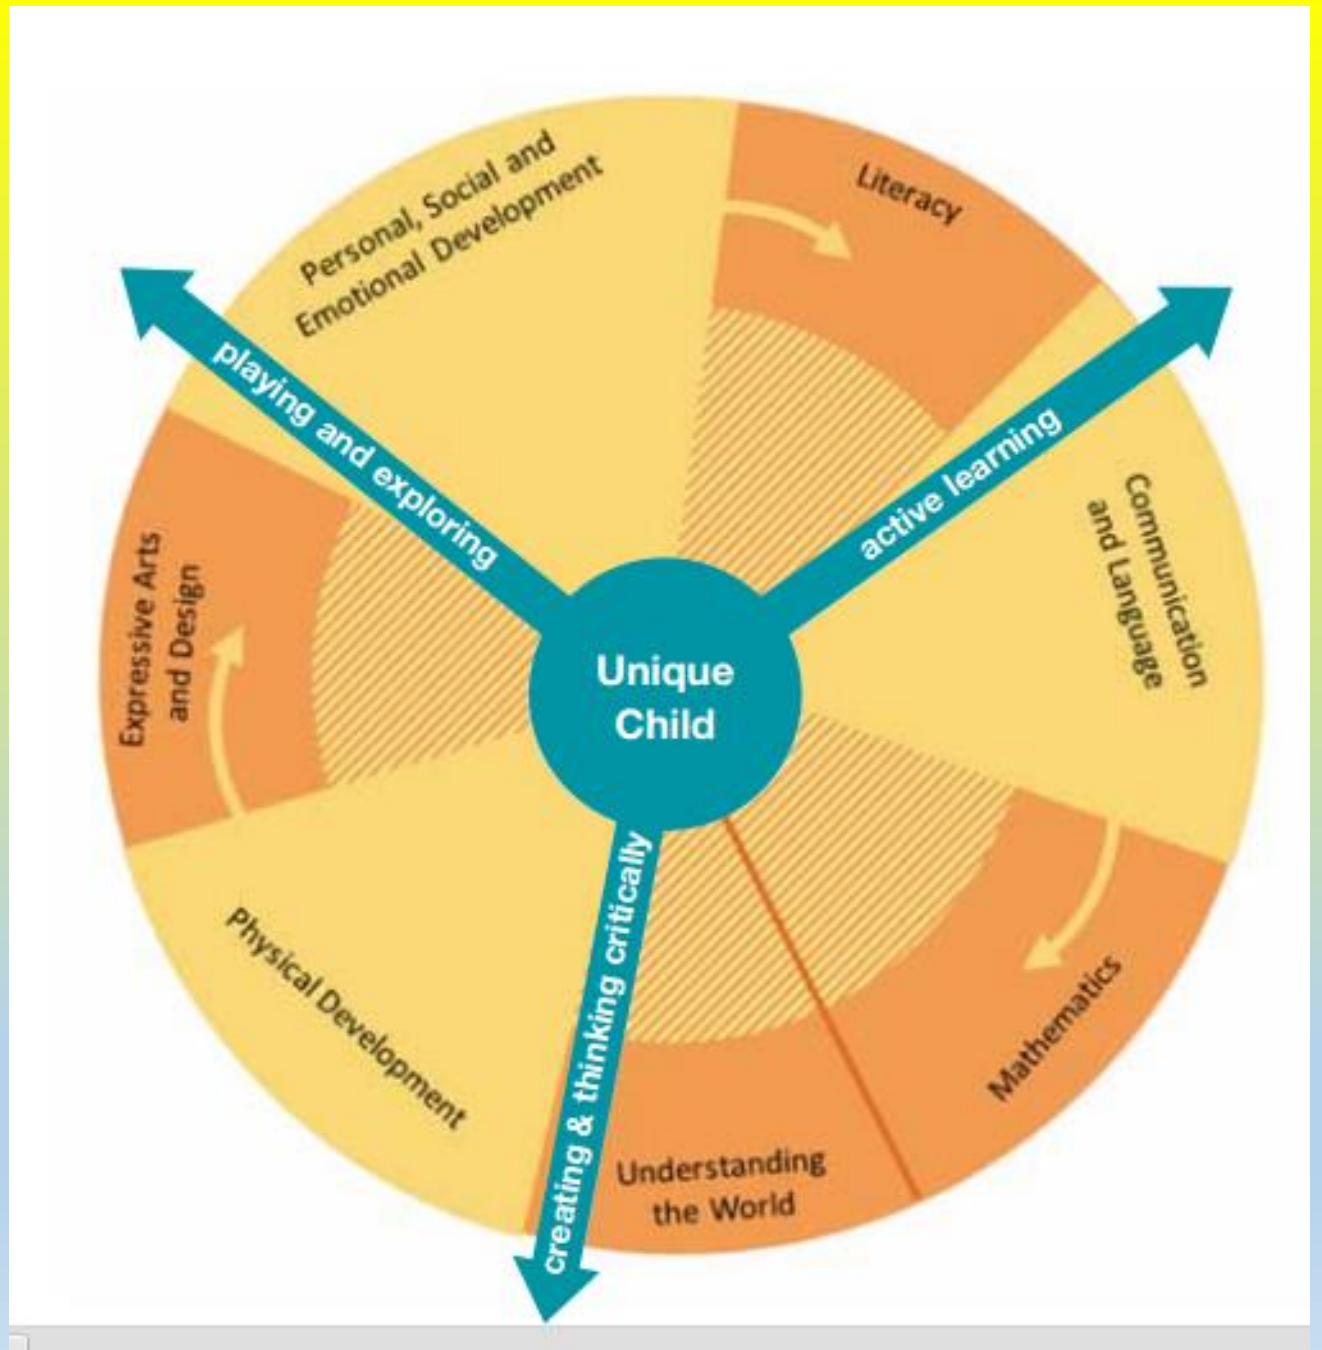 Personal, Social and
Emotional Development
Literacy
playing and exploring
active learning
Communication
and Language
Expressive Arts
and Design
Unique
Child
creating & thinking critically
Physical Development
Mathematics
Understanding
the World